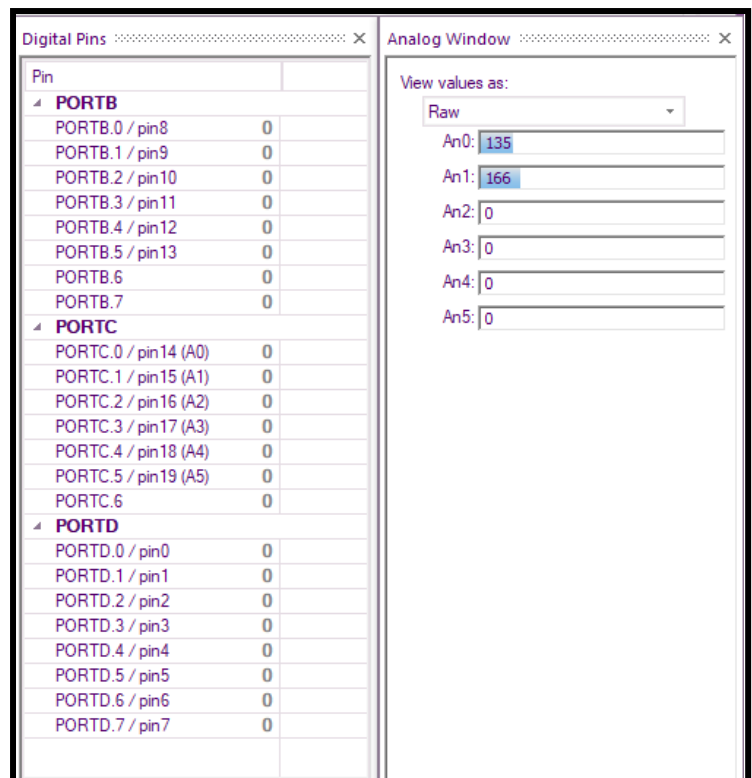 Digital Pins
Pin
PORTB
PORTB.0 / pin8 0
PORTB.1 / pin9 0
PORTB.2 / pin10 0
PORTB.3 / pin11 0
PORTB.4 / pin12 0
PORTB.5 / pin13 0
PORTB.6 0
PORTB.7 0
PORTC
PORTC.0 / pin14 (A0) 0
PORTC.1 / pin15 (A1) 0
PORTC.2 / pin16 (A2) 0
PORTC.3 / pin17 (A3) 0
PORTC.4 / pin18 (A4) 0
PORTC.5 / pin19 (A5) 0
PORTC.6 0
PORTD
PORTD.0 / pin0 0
PORTD.1 / pin1 0
PORTD.2 / pin2 0
PORTD.3 / pin3 0
PORTD.4 / pin4 0
PORTD.5 / pin5 0
PORTD.6 / pin6 0
PORTD.7 / pin7 0
Analog Window
View values as:
Raw
An0: 135
An1: 166
An2: 0
An3: 0
An4: 0
An5: 0